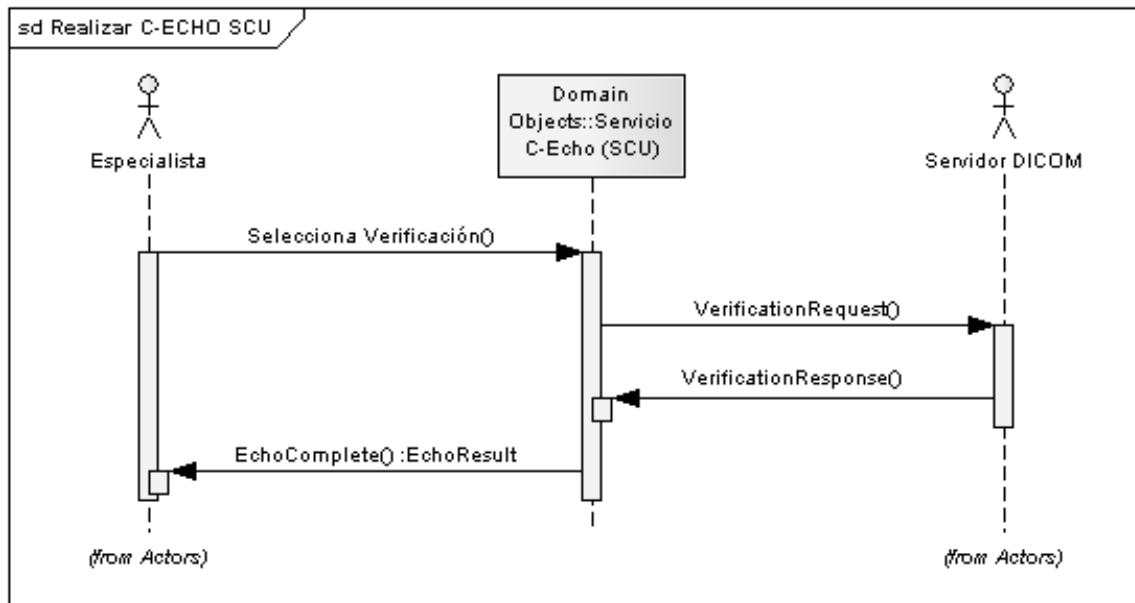 sd Realizar C-ECHO SCU
Especialista
Domain
Objects::Servicio
C-Echo (SCU)
Servidor DICOM
Selecciona Verificación()
VerificationRequest()
VerificationResponse()
EchoComplete() :EchoResult
(from Actors)
(from Actors)